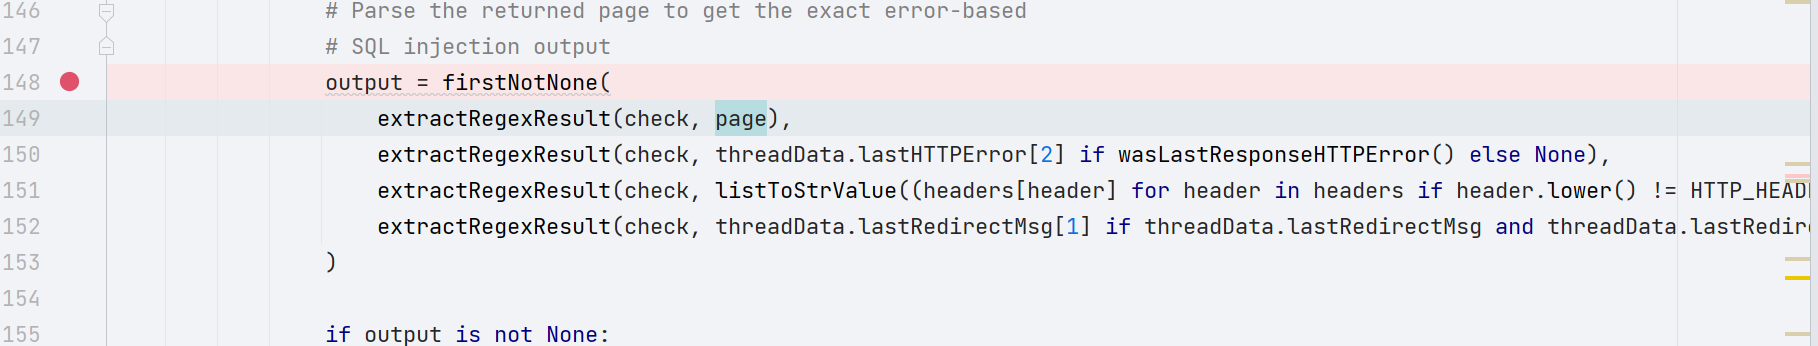 146 # Parse the returned page to get the exact error-based
147 # SQL injection output
148 output = firstNotNone(
149 extractRegexResult(check, page),
150 extractRegexResult(check, threadData.lastHTTPError[2] if wasLastResponseHTTPError() else None),
151 extractRegexResult(check, listToStrValue((headers[header] for header in headers if header.lower() != HTTP_HEAD
152 extractRegexResult(check, threadData.lastRedirectMsg[1] if threadData.lastRedirectMsg and threadData.lastRedire
153 )
154
155 if output is not None: